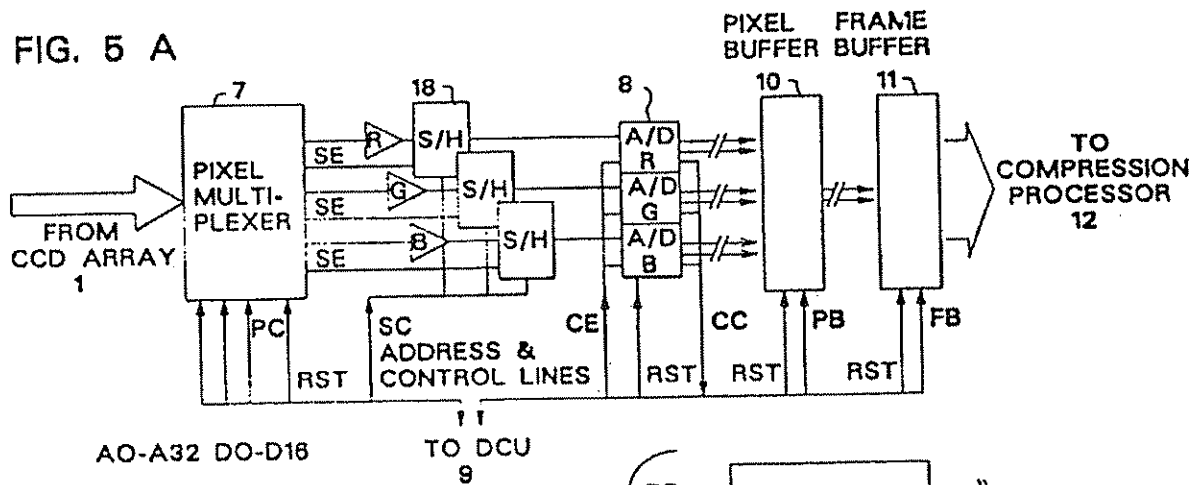 FIG. 5 A
PIXEL BUFFER
FRAME BUFFER
7
18
8
10
11
PIXEL MULTI-PLEXER
R
G
B
SE
SE
SE
S/H
S/H
S/H
A/D
R
A/D
G
A/D
B
FROM CCD ARRAY
1
TO COMPRESSION PROCESSOR
12
PC
RST
SC
ADDRESS & CONTROL LINES
CE
RST
CC
RST
PB
RST
FB
AO-A32 DO-D16
TO DCU
9